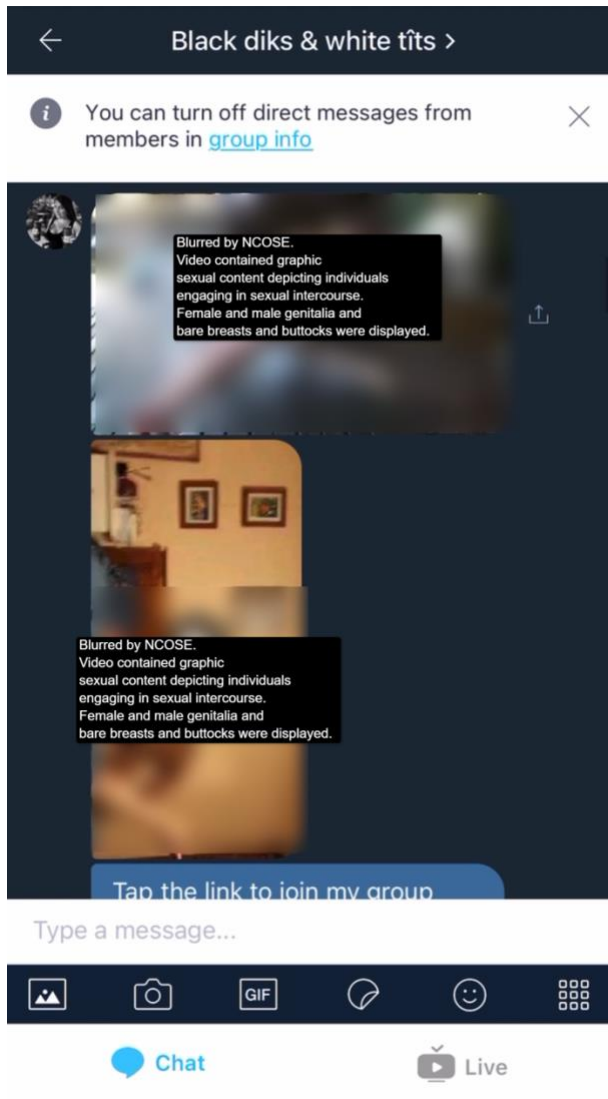 Black diks & white tîts >
You can turn off direct messages from
members in group info
Blurred by NCOSE.
Video contained graphic
sexual content depicting individuals
engaging in sexual intercourse.
Female and male genitalia and
bare breasts and buttocks were displayed.
Blurred by NCOSE.
Video contained graphic
sexual content depicting individuals
engaging in sexual intercourse.
Female and male genitalia and
bare breasts and buttocks were displayed.
Tap the link to join my group
Type a message...
GIF
Chat
Live